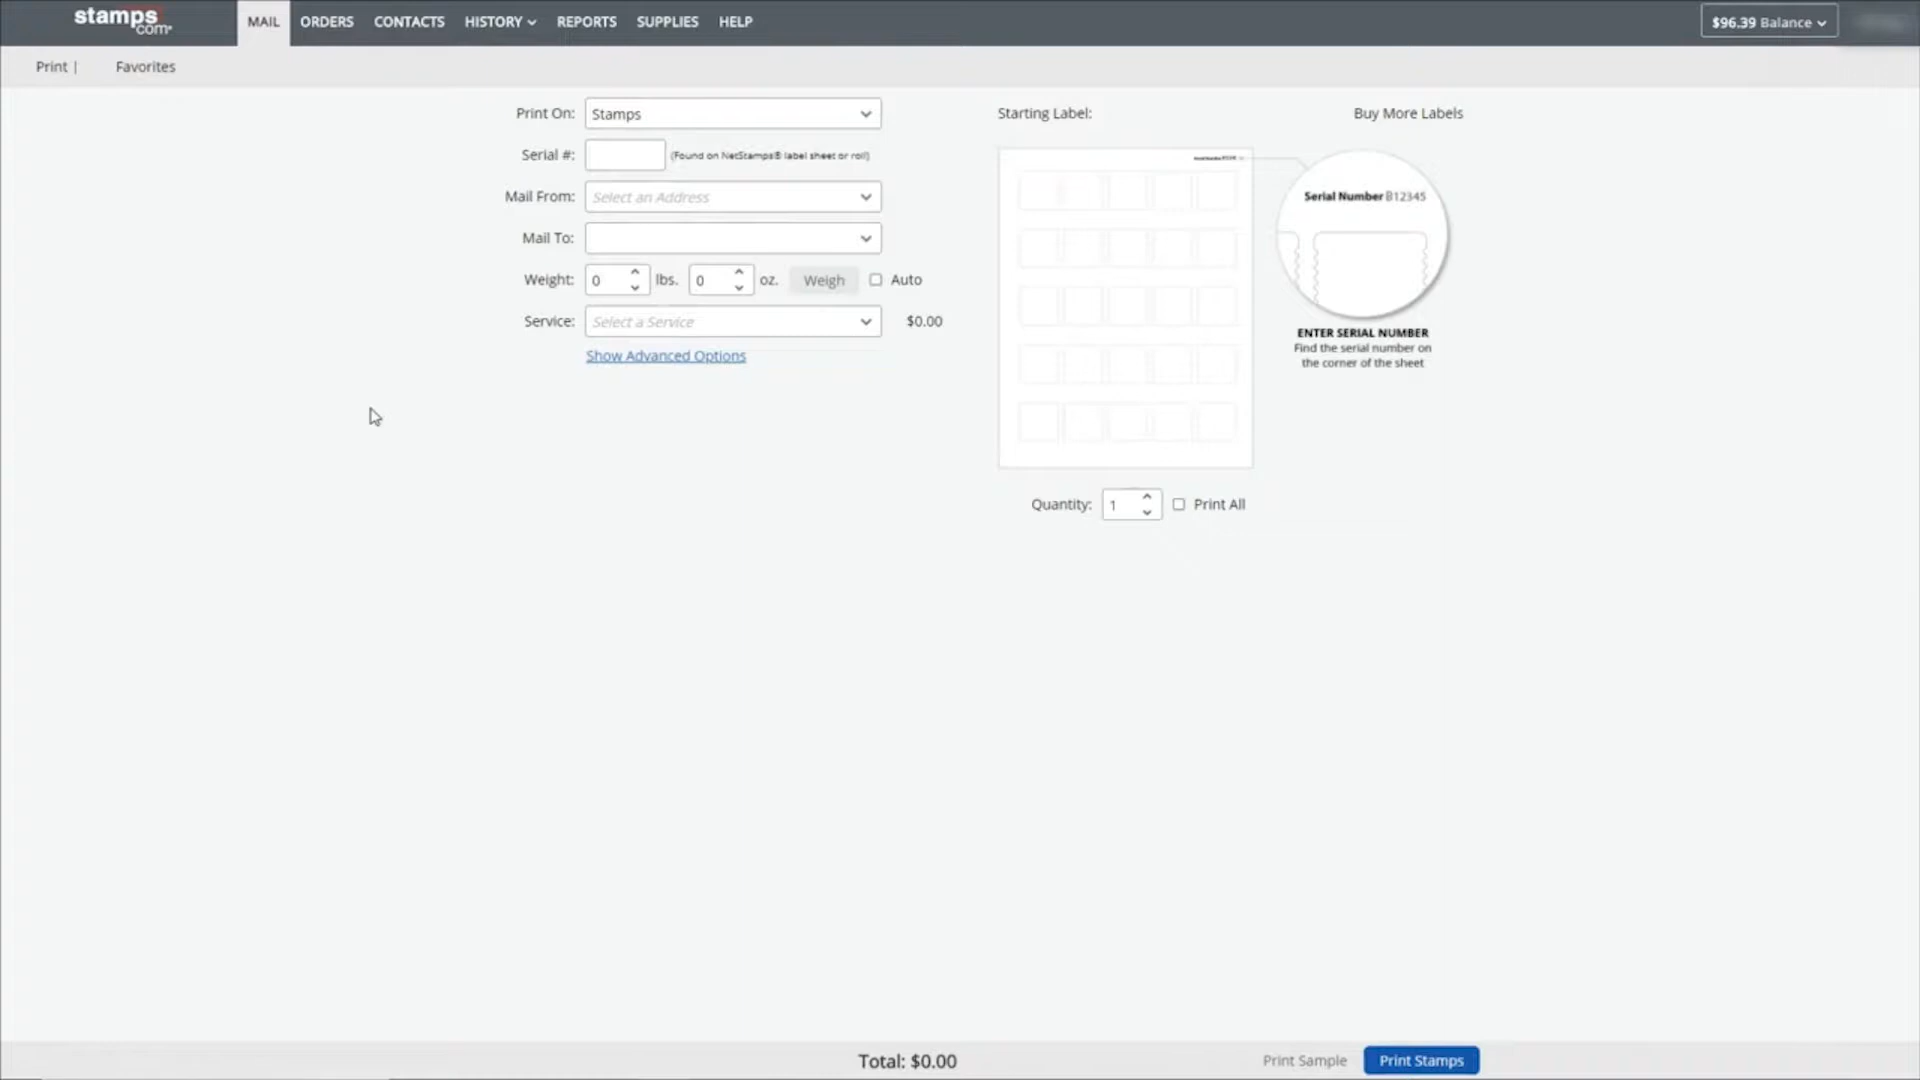 stamps
.com
MAIL ORDERS CONTACTS HISTORY REPORTS SUPPLIES HELP
$96.39 Balance
Print | Favorites
Print On: Stamps
Serial #: (Found on NetStamps® label sheet or roll)
Mail From: Select an Address
Mail To:
Weight: 0 lbs. 0 oz. Weigh Auto
Service: Select a Service $0.00
Show Advanced Options
Starting Label: Buy More Labels
Serial Number B12345
ENTER SERIAL NUMBER
Find the serial number on
the corner of the sheet
Quantity: 1 Print All
Total: $0.00 Print Sample Print Stamps